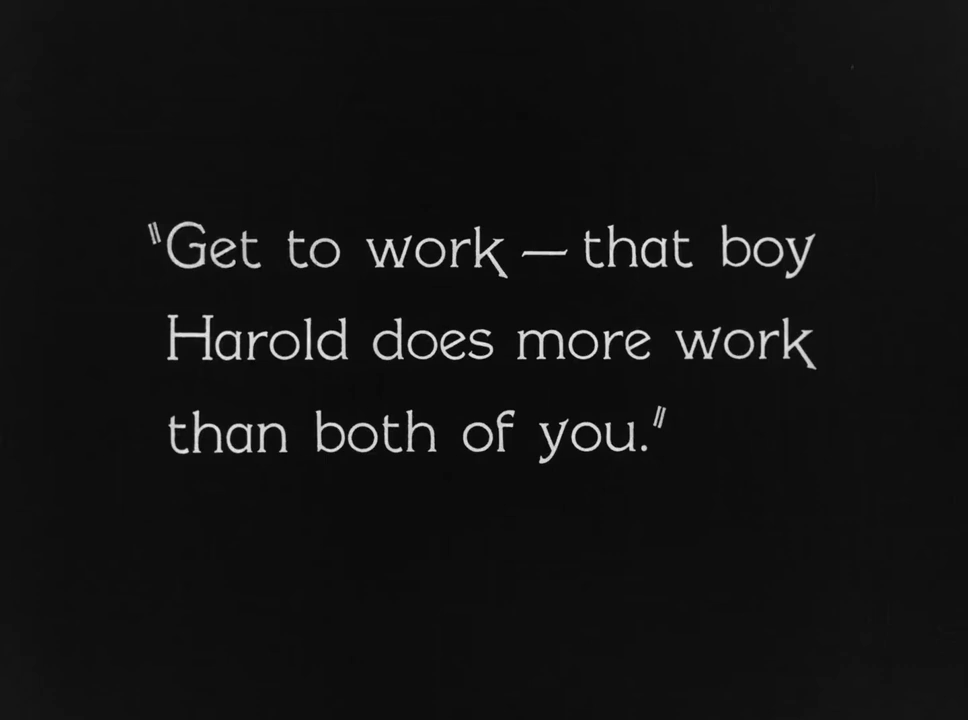 "Get to work — that boy
Harold does more work
than both of you."